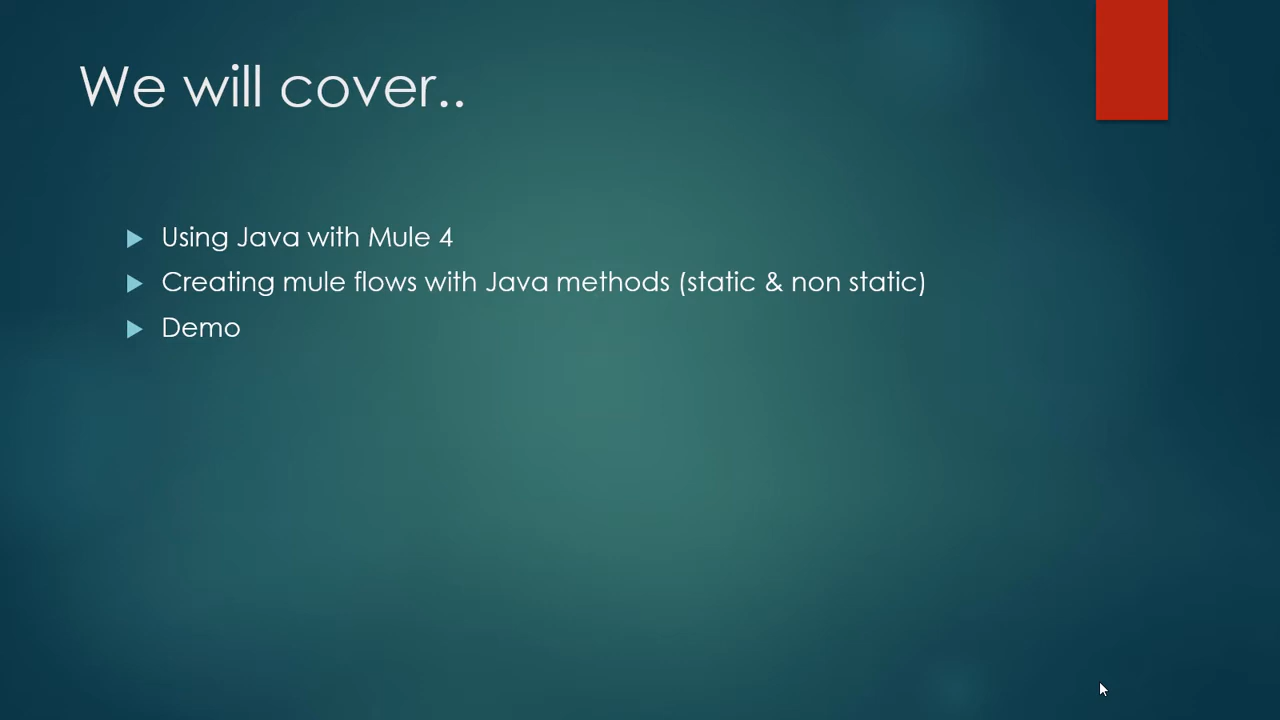 We will cover..
Using Java with Mule 4
Creating mule flows with Java methods (static & non static)
Demo